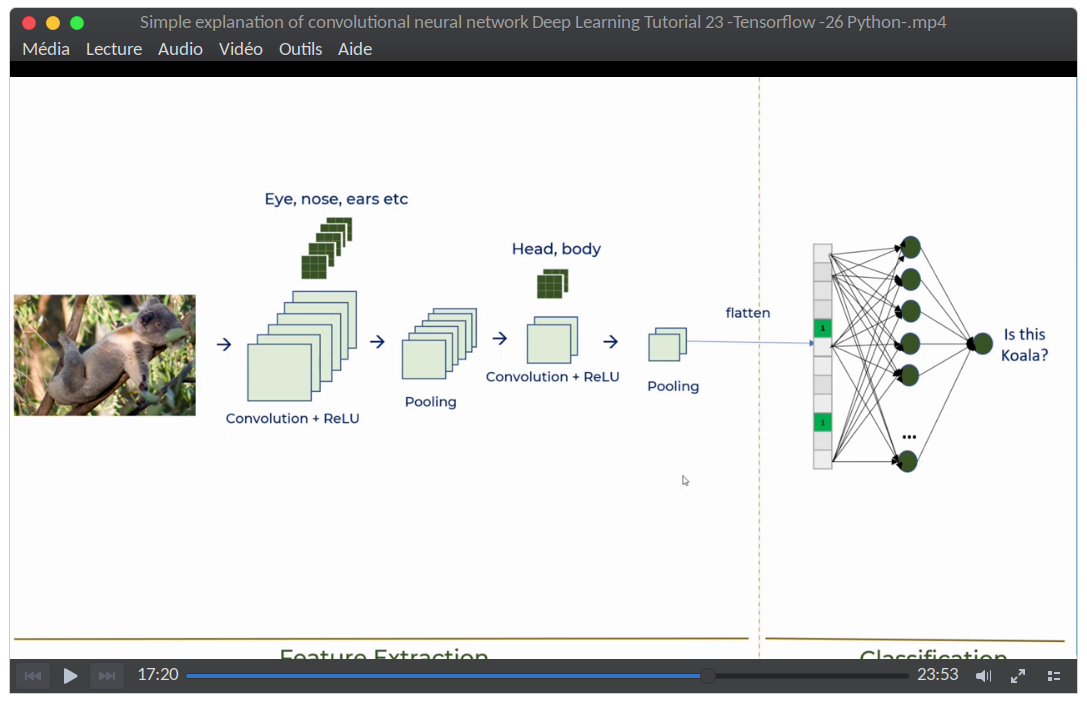 Simple explanation of convolutional neural network Deep Learning Tutorial 23 -Tensorflow -26 Python-.mp4
Média Lecture Audio Vidéo Outils Aide
Eye, nose, ears etc
Head, body
flatten
1
Is this
Koala?
Convolution + ReLU
Pooling
Convolution + ReLU
Pooling
1
...
Feature Extraction
Classification
17:20
23:53